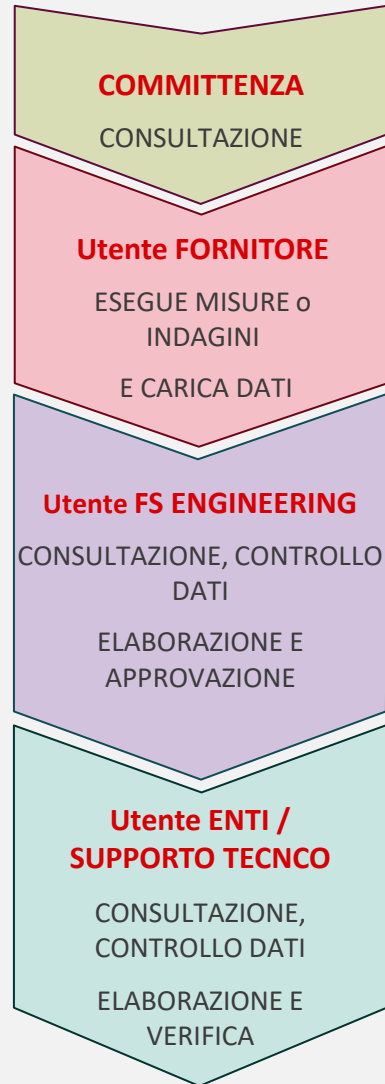 COMMITTENZA
CONSULTAZIONE
Utente FORNITORE
ESEGUE MISURE o
INDAGINI
E CARICA DATI
Utente FS ENGINEERING
CONSULTAZIONE, CONTROLLO
DATI
ELABORAZIONE E
APPROVAZIONE
Utente ENTI /
SUPPORTO TECNCO
CONSULTAZIONE,
CONTROLLO DATI
ELABORAZIONE E
VERIFICA